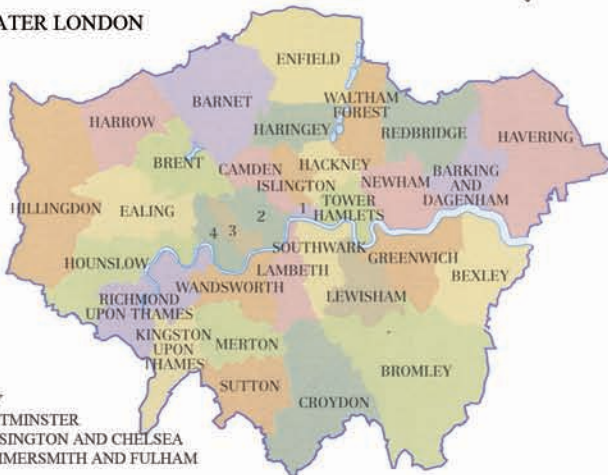 ATER LONDON
ENFIELD
BARNET
WALTHAM
FOREST
HARROW
HARINGEY
REDBRIDGE
HAVERING
BRENT
CAMDEN
HACKNEY
ISLINGTON
NEWHAM
BARKING
AND
DAGENHAM
HILLINGDON
EALING
TOWER
HAMLETS
1
2
3
4
SOUTHWARK
HOUNSLOW
LAMBETH
GREENWICH
BEXLEY
WANDSWORTH
LEWISHAM
RICHMOND
UPON THAMES
KINGSTON
UPON
THAMES
MERTON
BROMLEY
SUTTON
CROYDON
TMINSTER
SINGTON AND CHELSEA
MERSMITH AND FULHAM